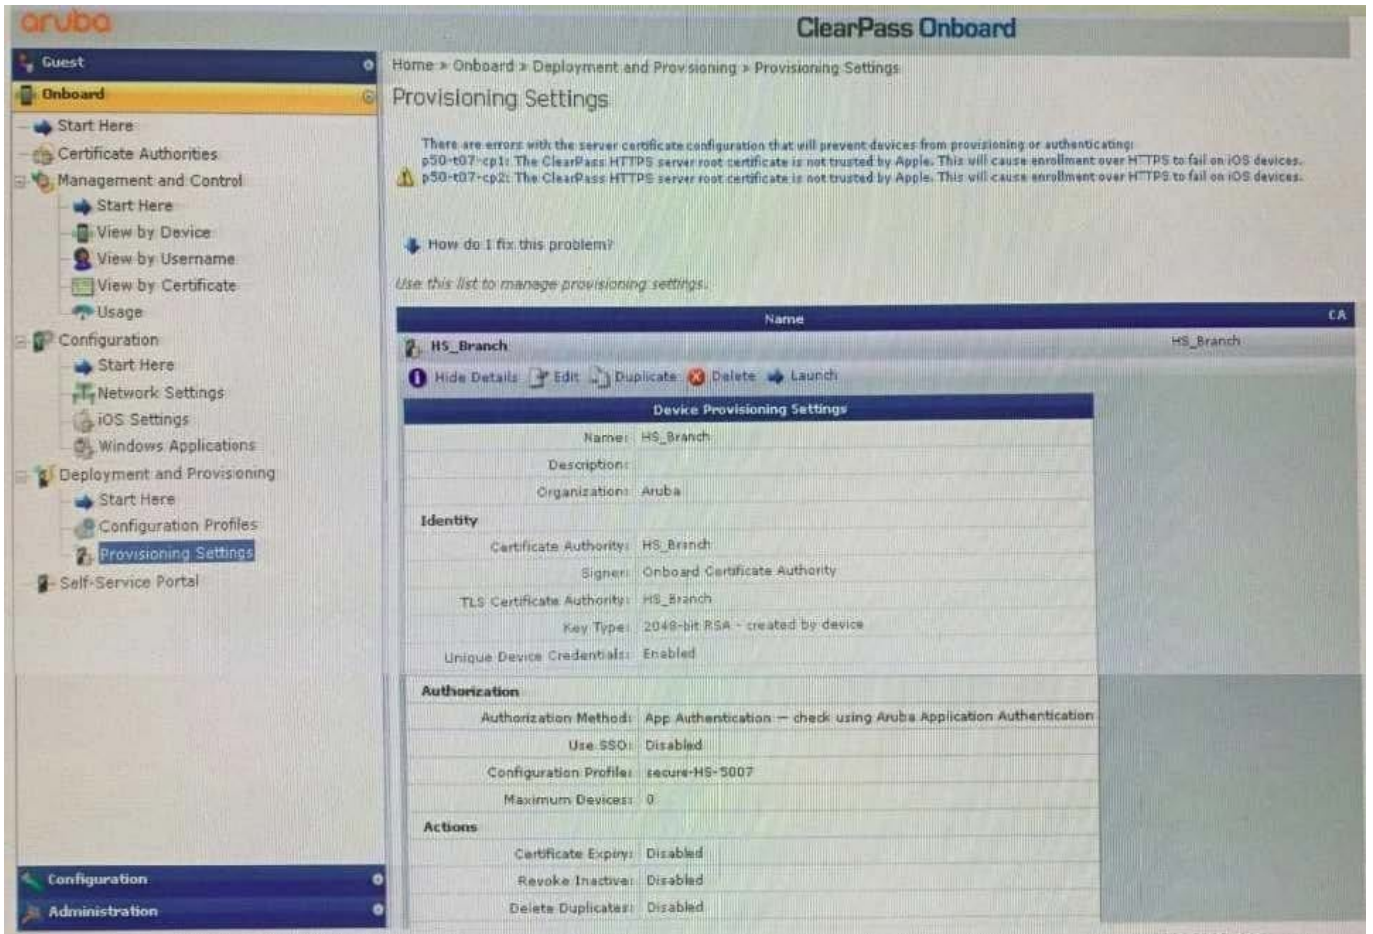 aruba
ClearPass Onboard
Guest
Onboard
Start Here
Certificate Authorities
Management and Control
Start Here
View by Device
View by Username
View by Certificate
Usage
Configuration
Start Here
Network Settings
iOS Settings
Windows Applications
Deployment and Provisioning
Start Here
Configuration Profiles
Provisioning Settings
Self-Service Portal
Configuration
Administration
Home » Onboard » Deployment and Provisioning » Provisioning Settings
Provisioning Settings
There are errors with the server certificate configuration that will prevent devices from provisioning or authenticating:
p50-t07-cp1: The ClearPass HTTPS server root certificate is not trusted by Apple. This will cause enrollment over HTTPS to fail on iOS devices.
p50-t07-cp2: The ClearPass HTTPS server root certificate is not trusted by Apple. This will cause enrollment over HTTPS to fail on iOS devices.
How do I fix this problem?
Use this list to manage provisioning settings.
Name CA
HS_Branch HS_Branch
Hide Details Edit Duplicate Delete Launch
Device Provisioning Settings
Name: HS_Branch
Description:
Organization: Aruba
Identity
Certificate Authority: HS_Branch
Signer: Onboard Certificate Authority
TLS Certificate Authority: HS_Branch
Key Type: 2048-bit RSA - created by device
Unique Device Credentials: Enabled
Authorization
Authorization Method: App Authentication — check using Aruba Application Authentication
Use SSO: Disabled
Configuration Profile: secure-HS-5007
Maximum Devices: 0
Actions
Certificate Expiry: Disabled
Revoke Inactive: Disabled
Delete Duplicates: Disabled